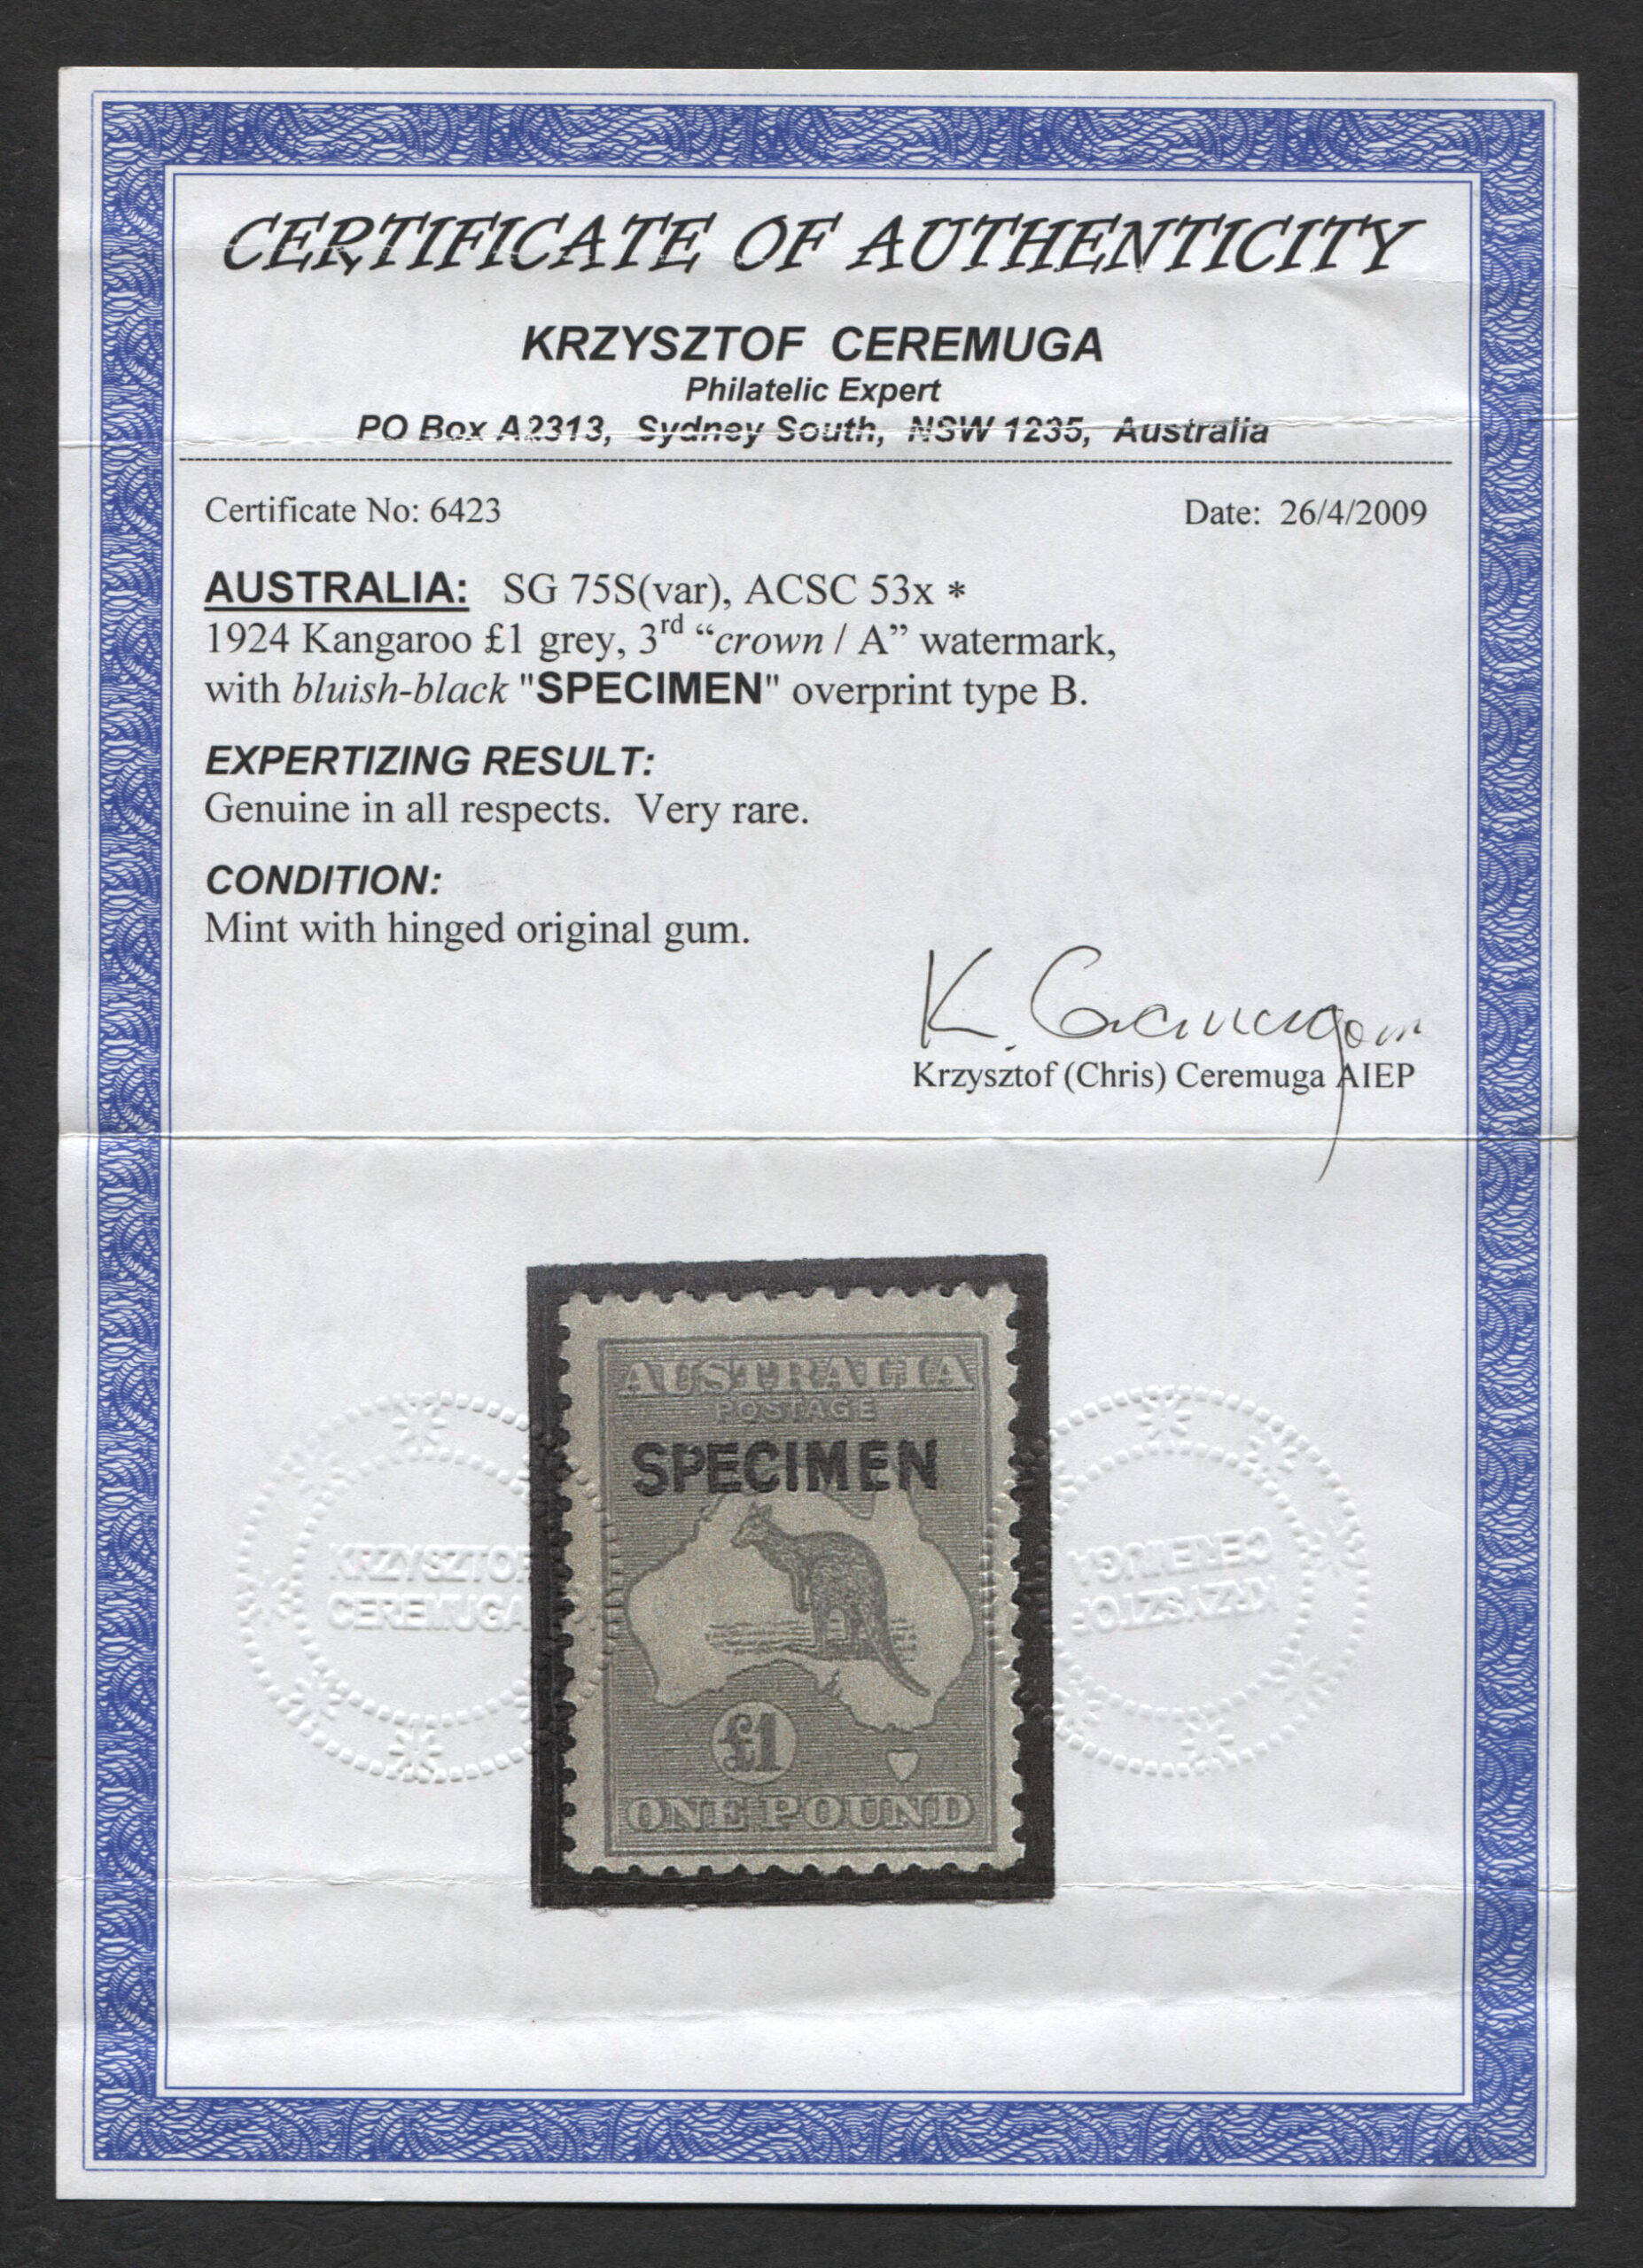 CERTIFICATE OF AUTHENTICITY
KRZYSZTOF CEREMUGA
Philatelic Expert
PO Box A2313, Sydney South, NSW 1235, Australia
Certificate No: 6423 Date: 26/4/2009
AUSTRALIA: SG 75S(var), ACSC 53x *
1924 Kangaroo £1 grey, 3rd "crown / A" watermark,
with bluish-black "SPECIMEN" overprint type B.
EXPERTIZING RESULT:
Genuine in all respects. Very rare.
CONDITION:
Mint with hinged original gum.
K. Ceremuga
Krzysztof (Chris) Ceremuga AIEP
AUSTRALIA
POSTAGE
SPECIMEN
£1
ONE POUND
KRZYSZTOF
CEREMUGA
KRZYSZTOF
CEREMUGA